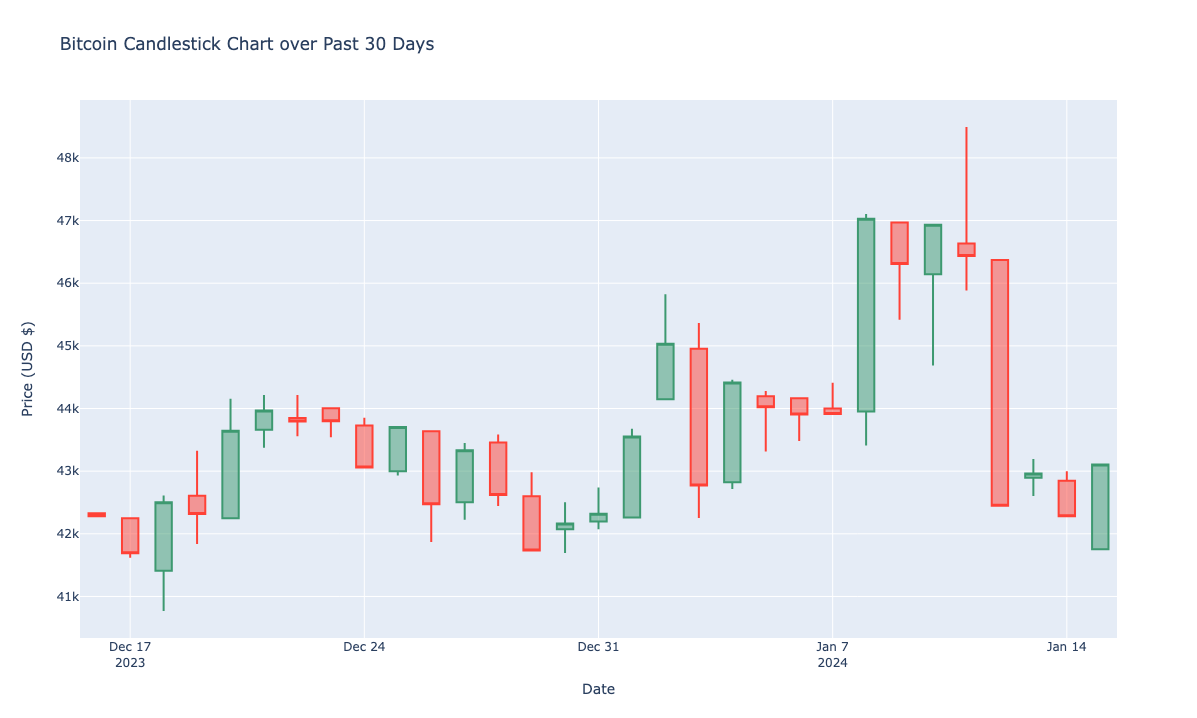 Bitcoin Candlestick Chart over Past 30 Days
Price (USD $)
48k
47k
46k
45k
44k
43k
42k
41k
Dec 17
2023
Dec 24
Dec 31
Jan 7
2024
Jan 14
Date